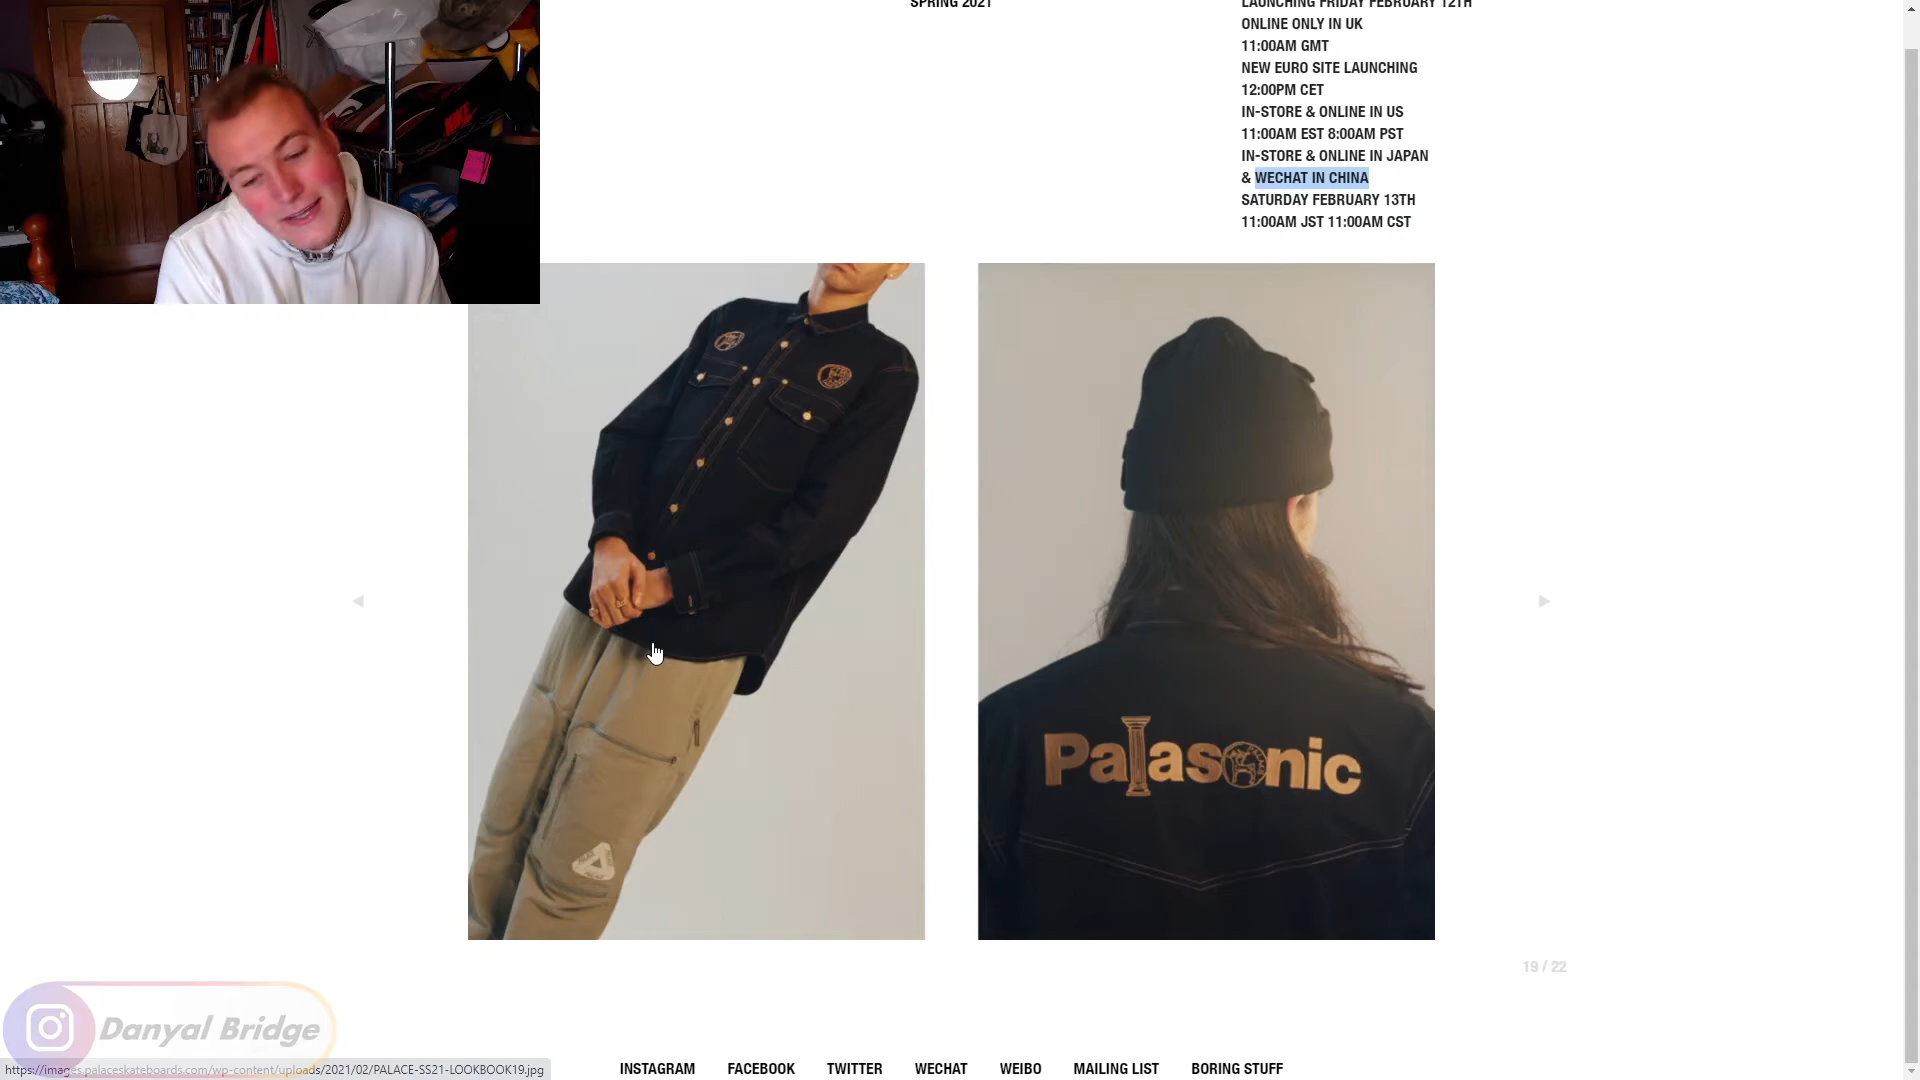 SPRING 2021
LAUNCHING FRIDAY FEBRUARY 12TH
ONLINE ONLY IN UK
11:00AM GMT
NEW EURO SITE LAUNCHING
12:00PM CET
IN-STORE & ONLINE IN US
11:00AM EST 8:00AM PST
IN-STORE & ONLINE IN JAPAN
& WECHAT IN CHINA
SATURDAY FEBRUARY 13TH
11:00AM JST 11:00AM CST
NIKE
Palasonic
19 / 22
Danyal Bridge
https://images.palaceskateboards.com/wp-content/uploads/2021/02/PALACE-SS21-LOOKBOOK19.jpg
INSTAGRAM FACEBOOK TWITTER WECHAT WEIBO MAILING LIST BORING STUFF